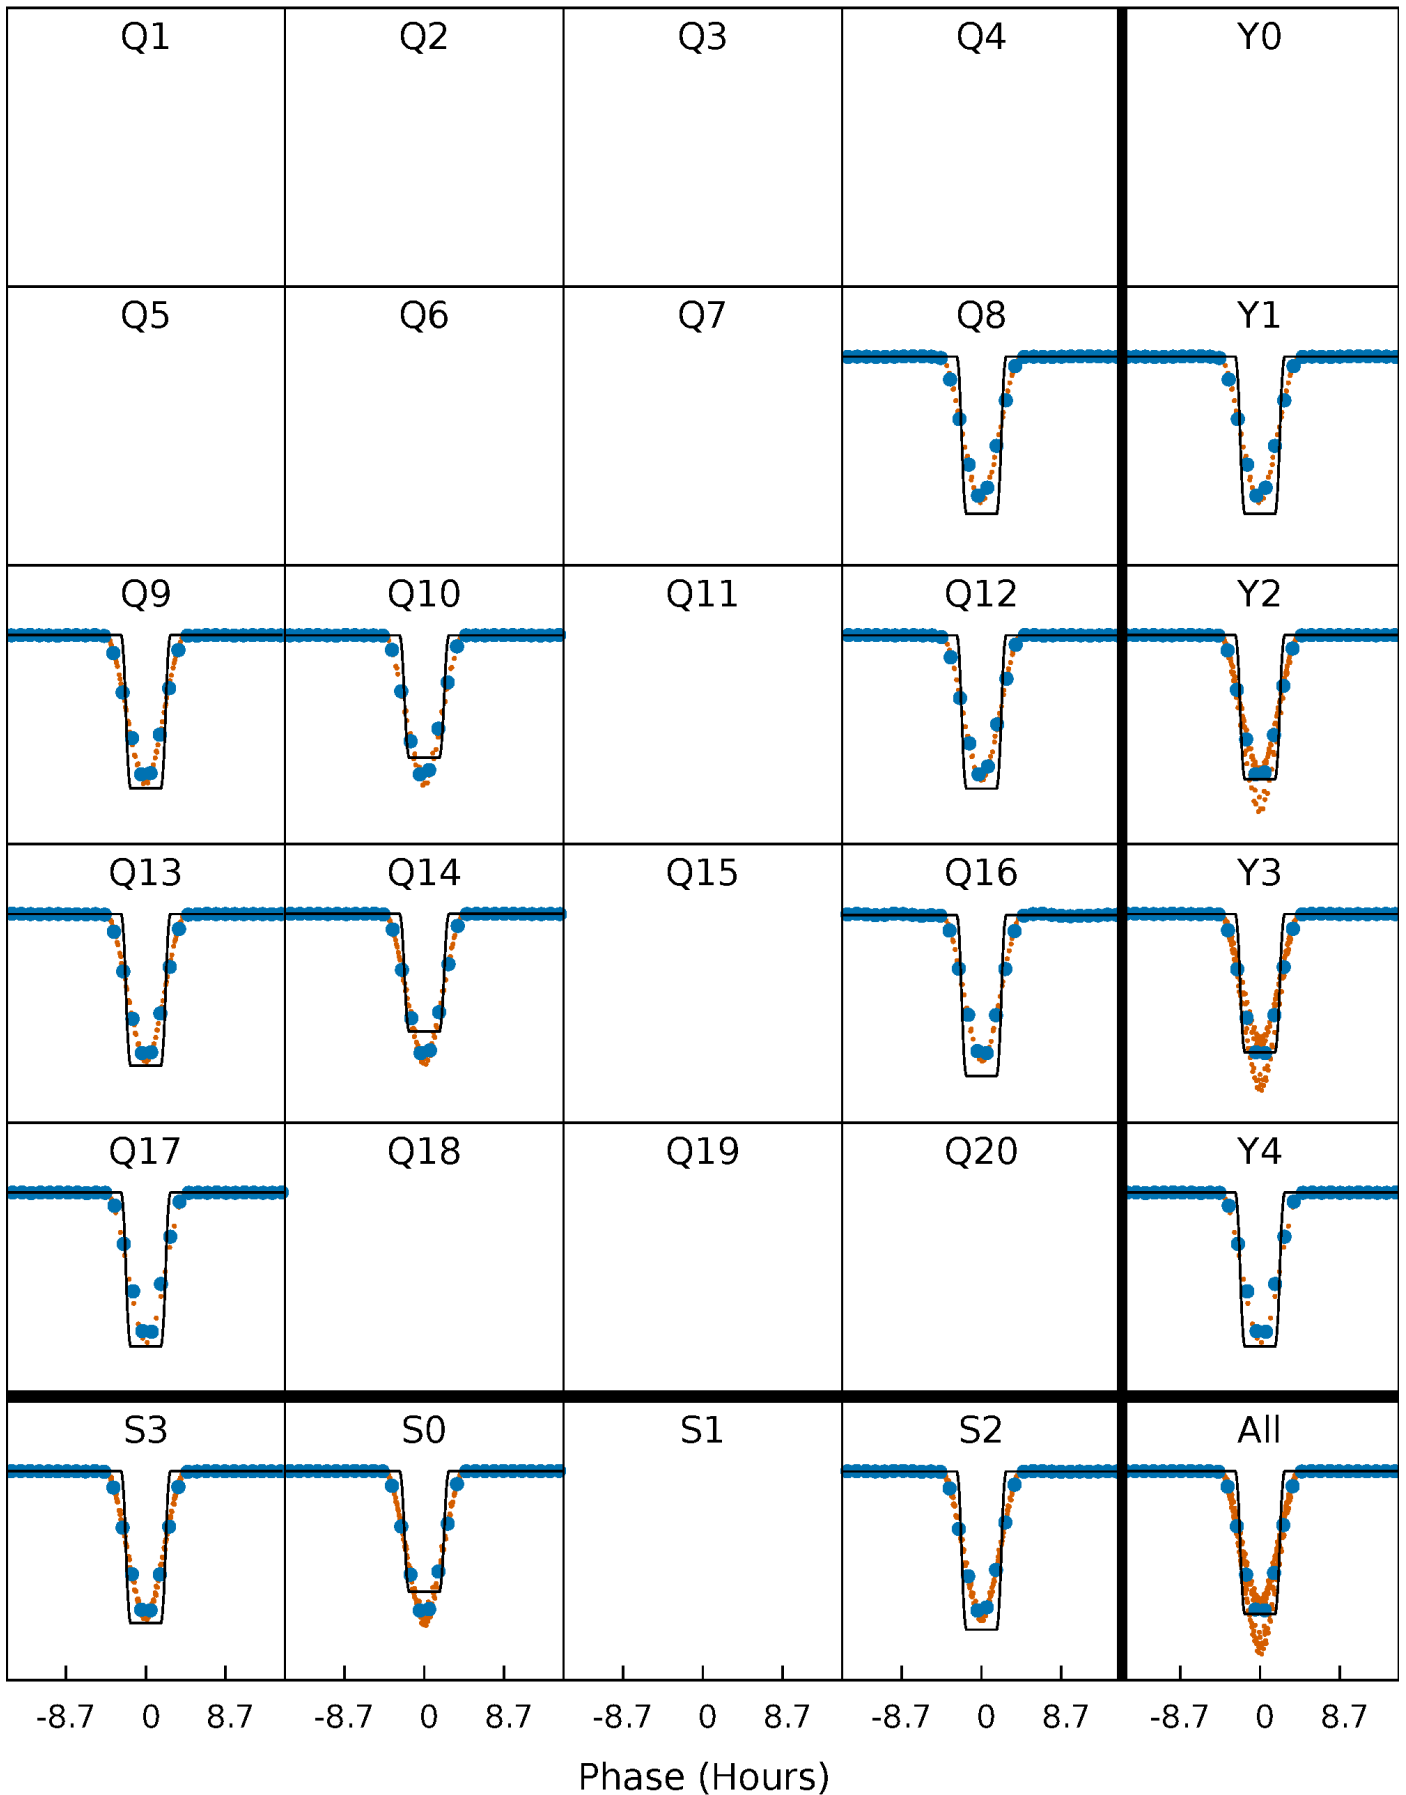 Q1 Q2 Q3 Q4 Y0
Q5 Q6 Q7 Q8 Y1
Q9 Q10 Q11 Q12 Y2
Q13 Q14 Q15 Q16 Y3
Q17 Q18 Q19 Q20 Y4
S3 S0 S1 S2 All
-8.7 0 8.7 -8.7 0 8.7 -8.7 0 8.7 -8.7 0 8.7 -8.7 0 8.7
Phase (Hours)